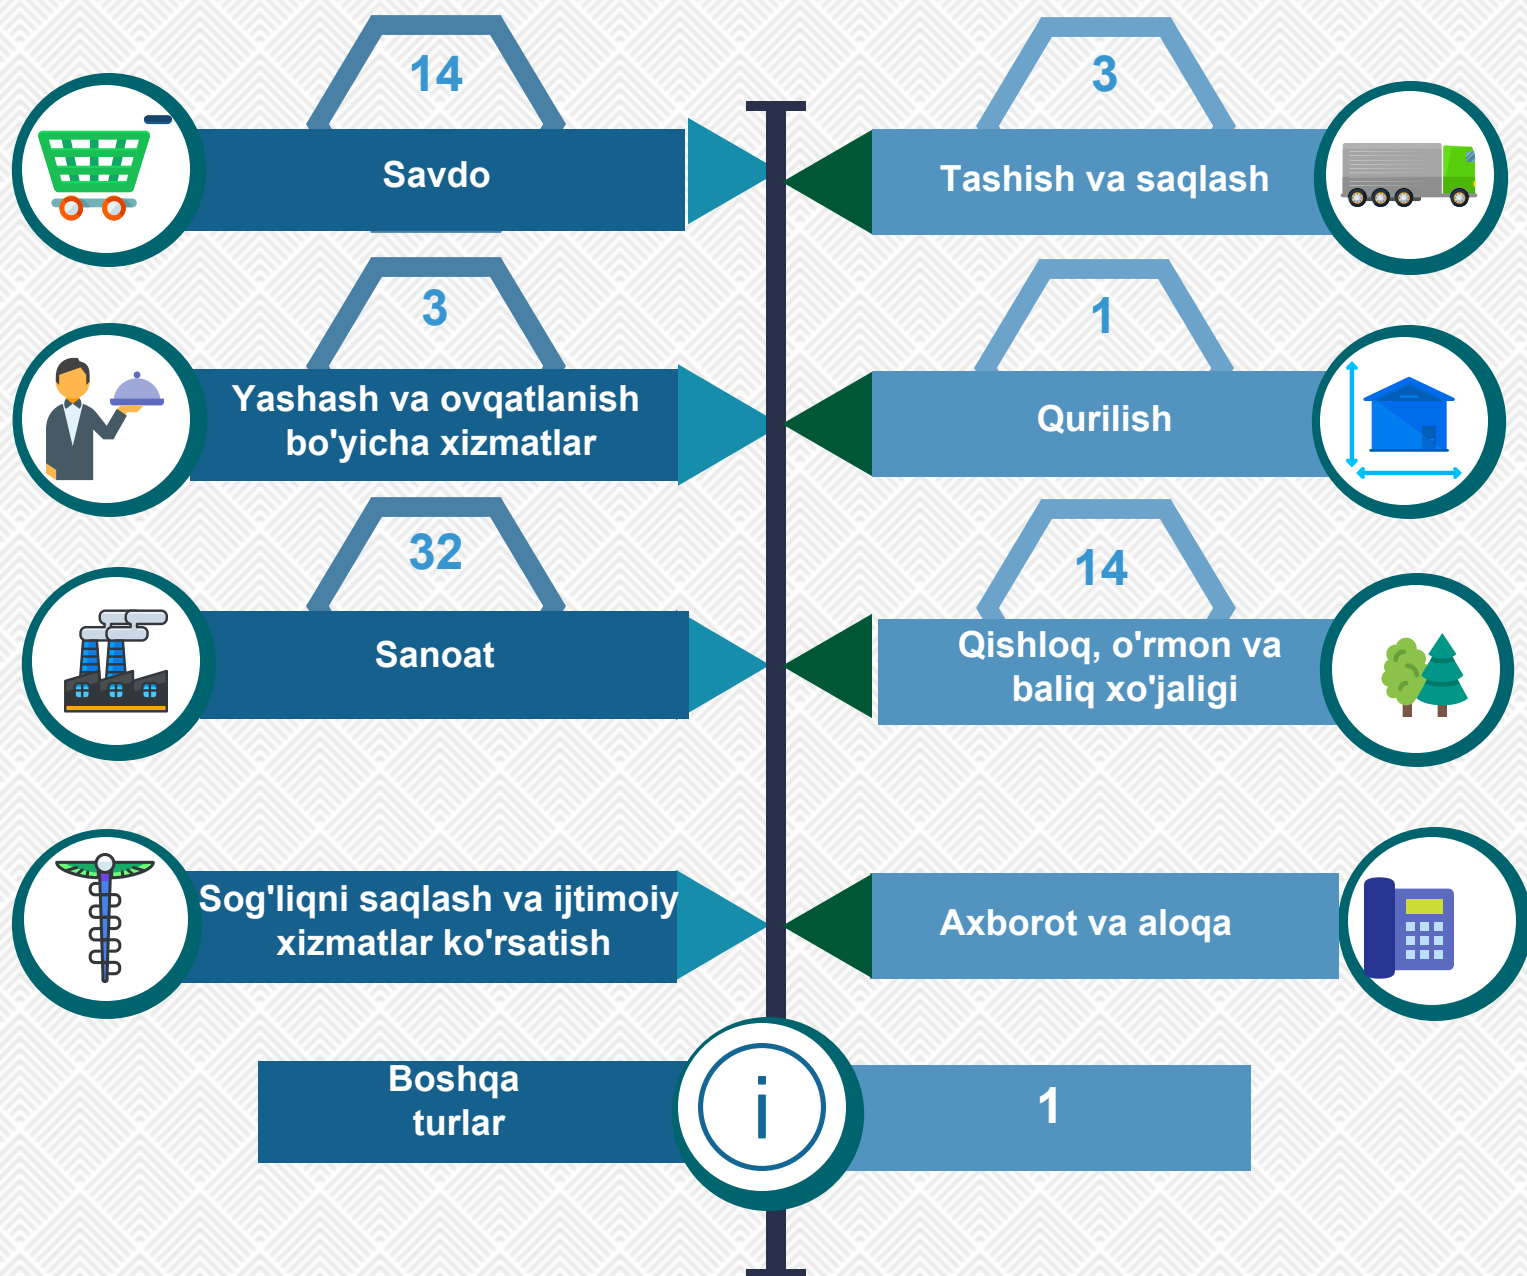 14
Savdo
3
Tashish va saqlash
3
Yashash va ovqatlanish
bo'yicha xizmatlar
1
Qurilish
32
Sanoat
14
Qishloq, o'rmon va
baliq xo'jaligi
Sog'liqni saqlash va ijtimoiy
xizmatlar ko'rsatish
Axborot va aloqa
Boshqa
turlar
i
1